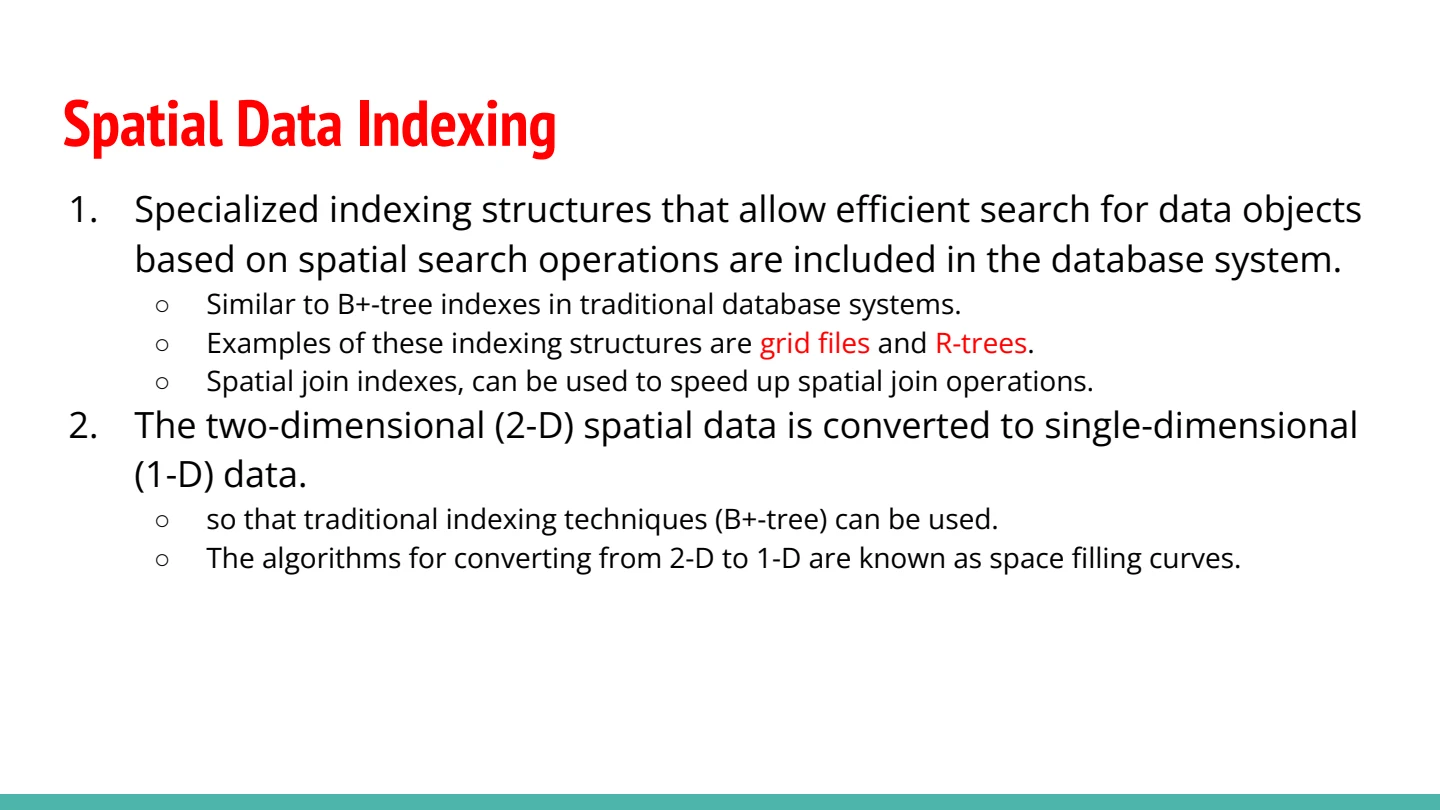 Spatial Data Indexing
1. Specialized indexing structures that allow efficient search for data objects
based on spatial search operations are included in the database system.
○ Similar to B+-tree indexes in traditional database systems.
○ Examples of these indexing structures are grid files and R-trees.
○ Spatial join indexes, can be used to speed up spatial join operations.
2. The two-dimensional (2-D) spatial data is converted to single-dimensional
(1-D) data.
○ so that traditional indexing techniques (B+-tree) can be used.
○ The algorithms for converting from 2-D to 1-D are known as space filling curves.